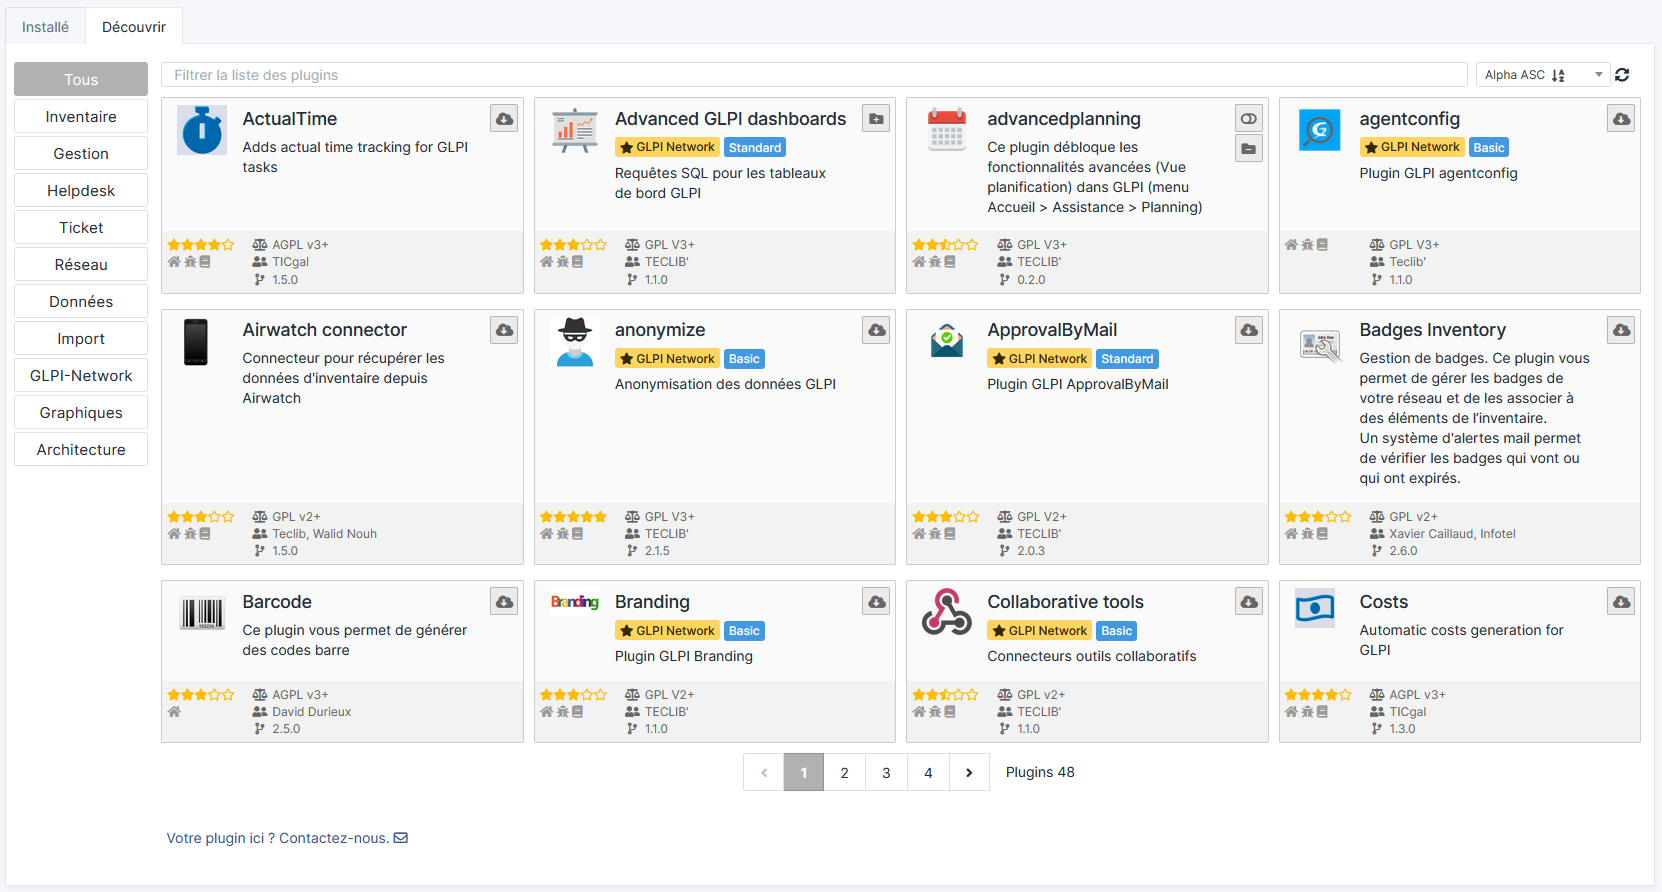 Installé
Découvrir
Tous
Inventaire
Gestion
Helpdesk
Ticket
Réseau
Données
Import
GLPI-Network
Graphiques
Architecture
Filtrer la liste des plugins
Alpha ASC
ActualTime
Adds actual time tracking for GLPI
tasks
AGPL v3+
TICgal
1.5.0
Advanced GLPI dashboards
GLPI Network Standard
Requêtes SQL pour les tableaux
de bord GLPI
GPL V3+
TECLIB'
1.1.0
advancedplanning
Ce plugin débloque les
fonctionnalités avancées (Vue
planification) dans GLPI (menu
Accueil > Assistance > Planning)
GPL V3+
TECLIB'
0.2.0
agentconfig
GLPI Network Basic
Plugin GLPI agentconfig
GPL V3+
Teclib'
1.1.0
Airwatch connector
Connecteur pour récupérer les
données d'inventaire depuis
Airwatch
GPL v2+
Teclib, Walid Nouh
1.5.0
anonymize
GLPI Network Basic
Anonymisation des données GLPI
GPL V3+
TECLIB'
2.1.5
ApprovalByMail
GLPI Network Standard
Plugin GLPI ApprovalByMail
GPL V2+
TECLIB'
2.0.3
Badges Inventory
Gestion de badges. Ce plugin vous
permet de gérer les badges de
votre réseau et de les associer à
des éléments de l’inventaire.
Un système d'alertes mail permet
de vérifier les badges qui vont ou
qui ont expirés.
GPL v2+
Xavier Caillaud, Infotel
2.6.0
Barcode
Ce plugin vous permet de générer
des codes barre
AGPL v3+
David Durieux
2.5.0
Branding
Branding
GLPI Network Basic
Plugin GLPI Branding
GPL V2+
TECLIB'
1.1.0
Collaborative tools
GLPI Network Basic
Connecteurs outils collaboratifs
GPL v2+
TECLIB'
1.1.0
Costs
Automatic costs generation for
GLPI
AGPL v3+
TICgal
1.3.0
1 2 3 4 Plugins 48
Votre plugin ici ? Contactez-nous.